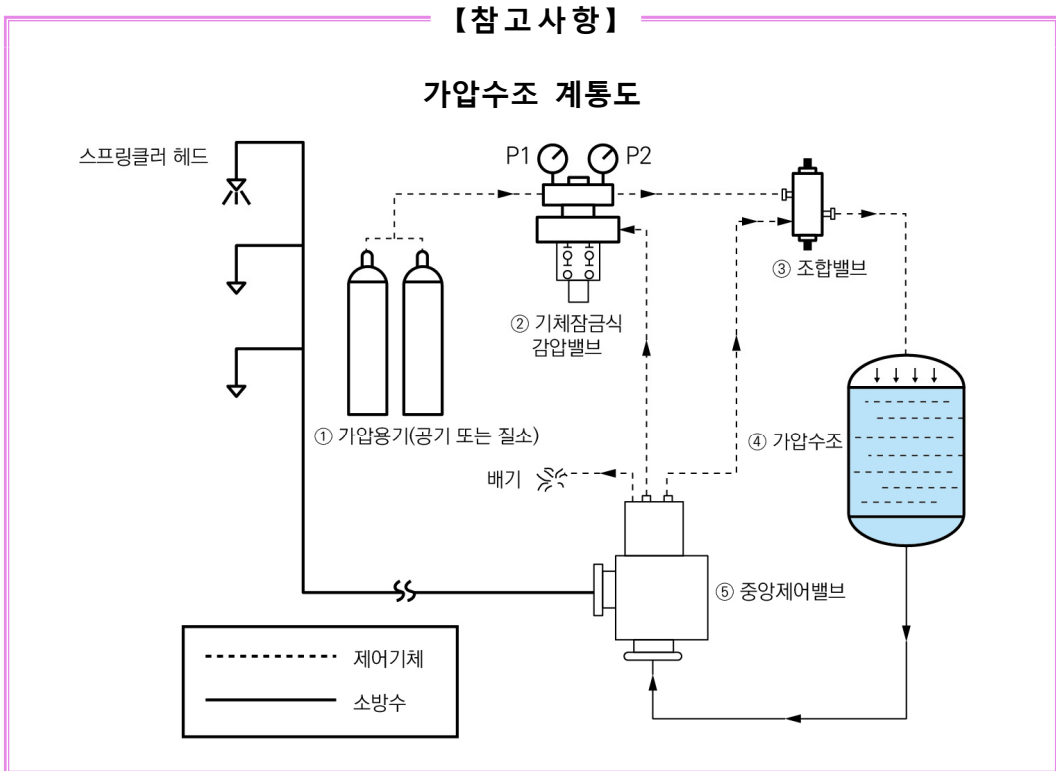 【참고사항】
가압수조 계통도
스프링클러 헤드
P1
P2
③ 조합밸브
② 기체잠금식
감압밸브
① 기압용기(공기 또는 질소)
④ 가압수조
배기
⑤ 중앙제어밸브
제어기체
소방수